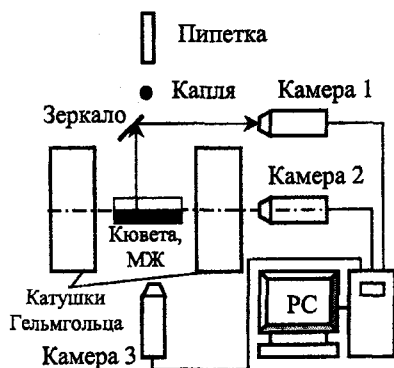 Пипетка
Капля
Зеркало
Камера 1
Камера 2
Кювета,
МЖ
Катушки
Гельмгольца
PC
Камера 3